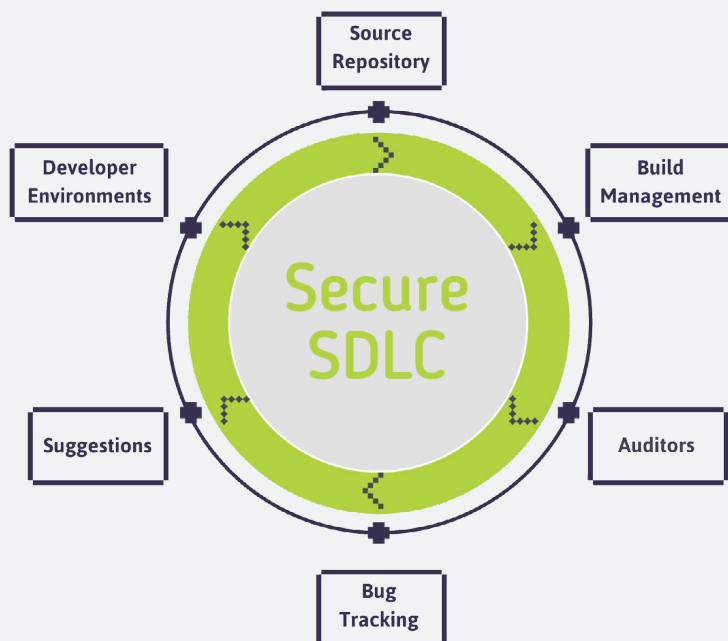 Source
Repository
Developer
Environments
Build
Management
Secure
SDLC
Suggestions
Auditors
Bug
Tracking